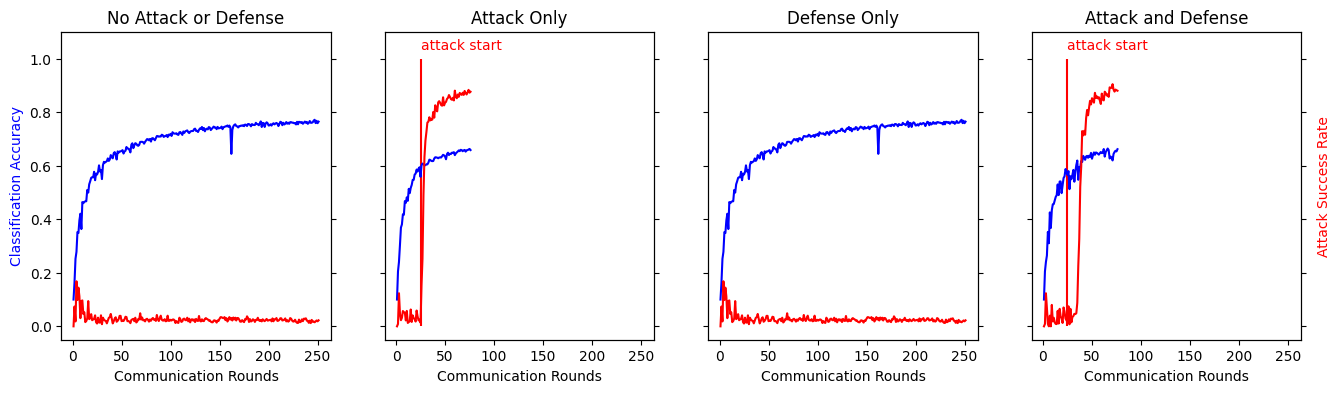 No Attack or Defense
Attack Only
Defense Only
Attack and Defense
attack start
attack start
Classification Accuracy
1.0
0.8
0.6
0.4
0.2
0.0
Attack Success Rate
0 50 100 150 200 250
0 50 100 150 200 250
0 50 100 150 200 250
0 50 100 150 200 250
Communication Rounds
Communication Rounds
Communication Rounds
Communication Rounds